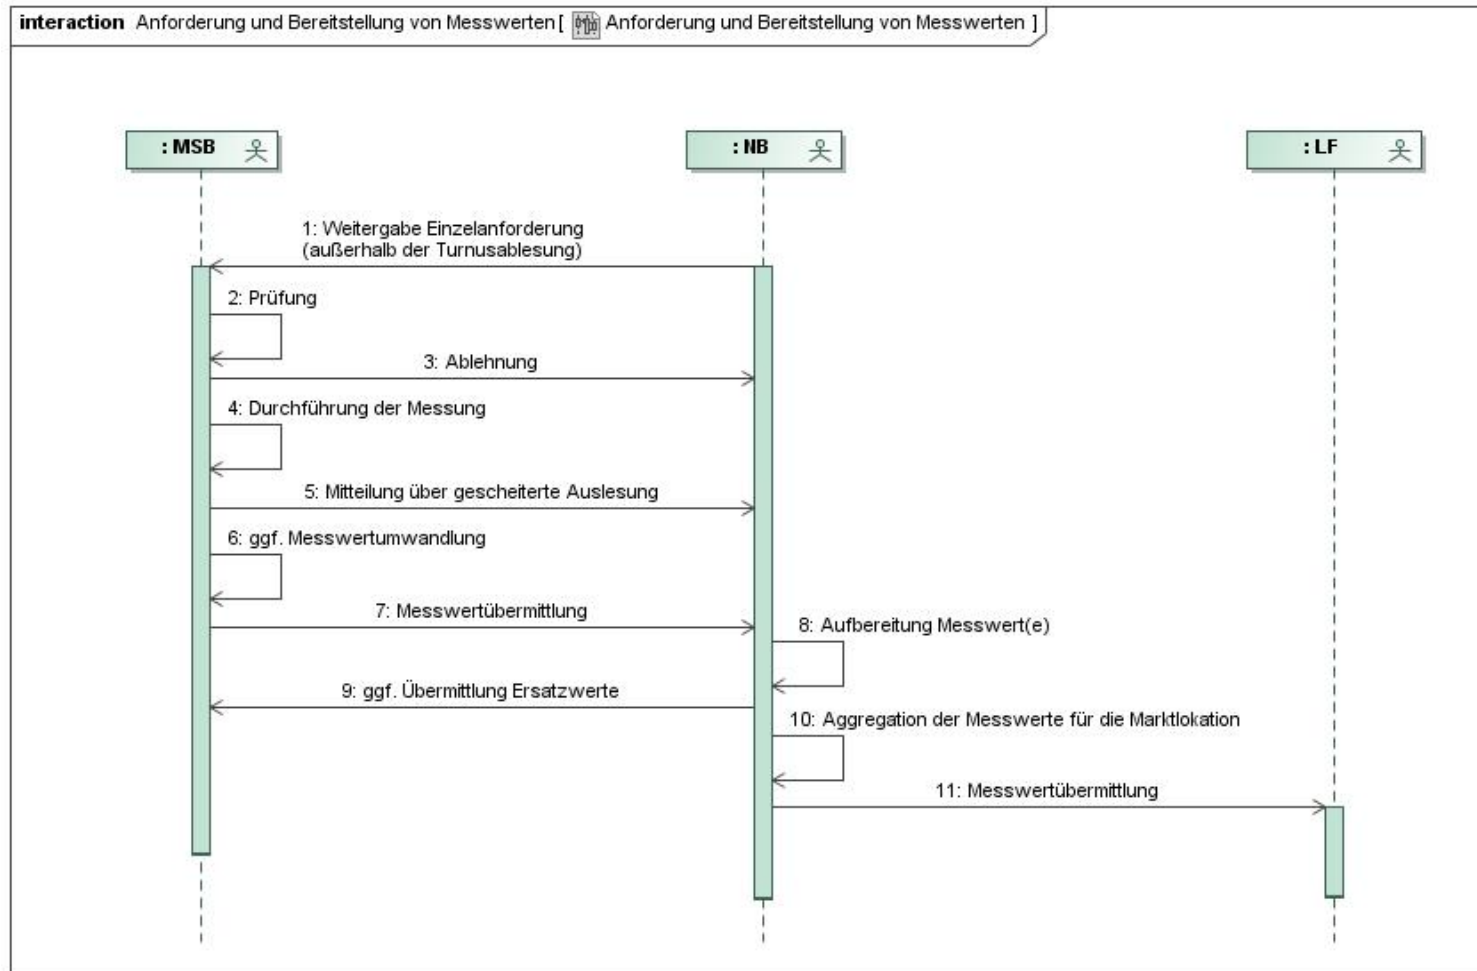 interaction Anforderung und Bereitstellung von Messwerten [ Anforderung und Bereitstellung von Messwerten ]
: MSB
: NB
: LF
1: Weitergabe Einzelanforderung
(außerhalb der Turnusablesung)
2: Prüfung
3: Ablehnung
4: Durchführung der Messung
5: Mitteilung über gescheiterte Auslesung
6: ggf. Messwertumwandlung
7: Messwertübermittlung
8: Aufbereitung Messwert(e)
9: ggf. Übermittlung Ersatzwerte
10: Aggregation der Messwerte für die Marktlokation
11: Messwertübermittlung